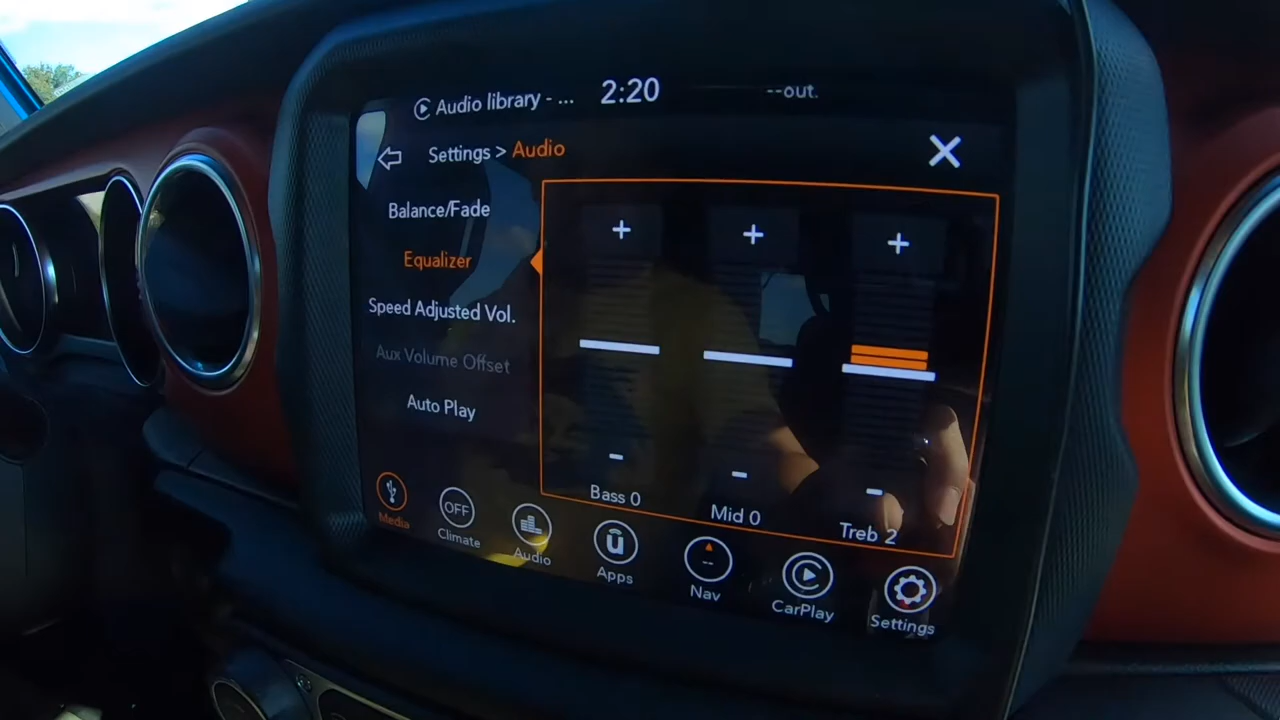 Audio library - ...
2:20
--out.
Settings > Audio
Balance/Fade
Equalizer
Speed Adjusted Vol.
Aux Volume Offset
Auto Play
+
+
+
-
-
-
Bass 0
Mid 0
Treb 2
Media
OFF
Climate
Audio
ū
Apps
--
Nav
CarPlay
Settings